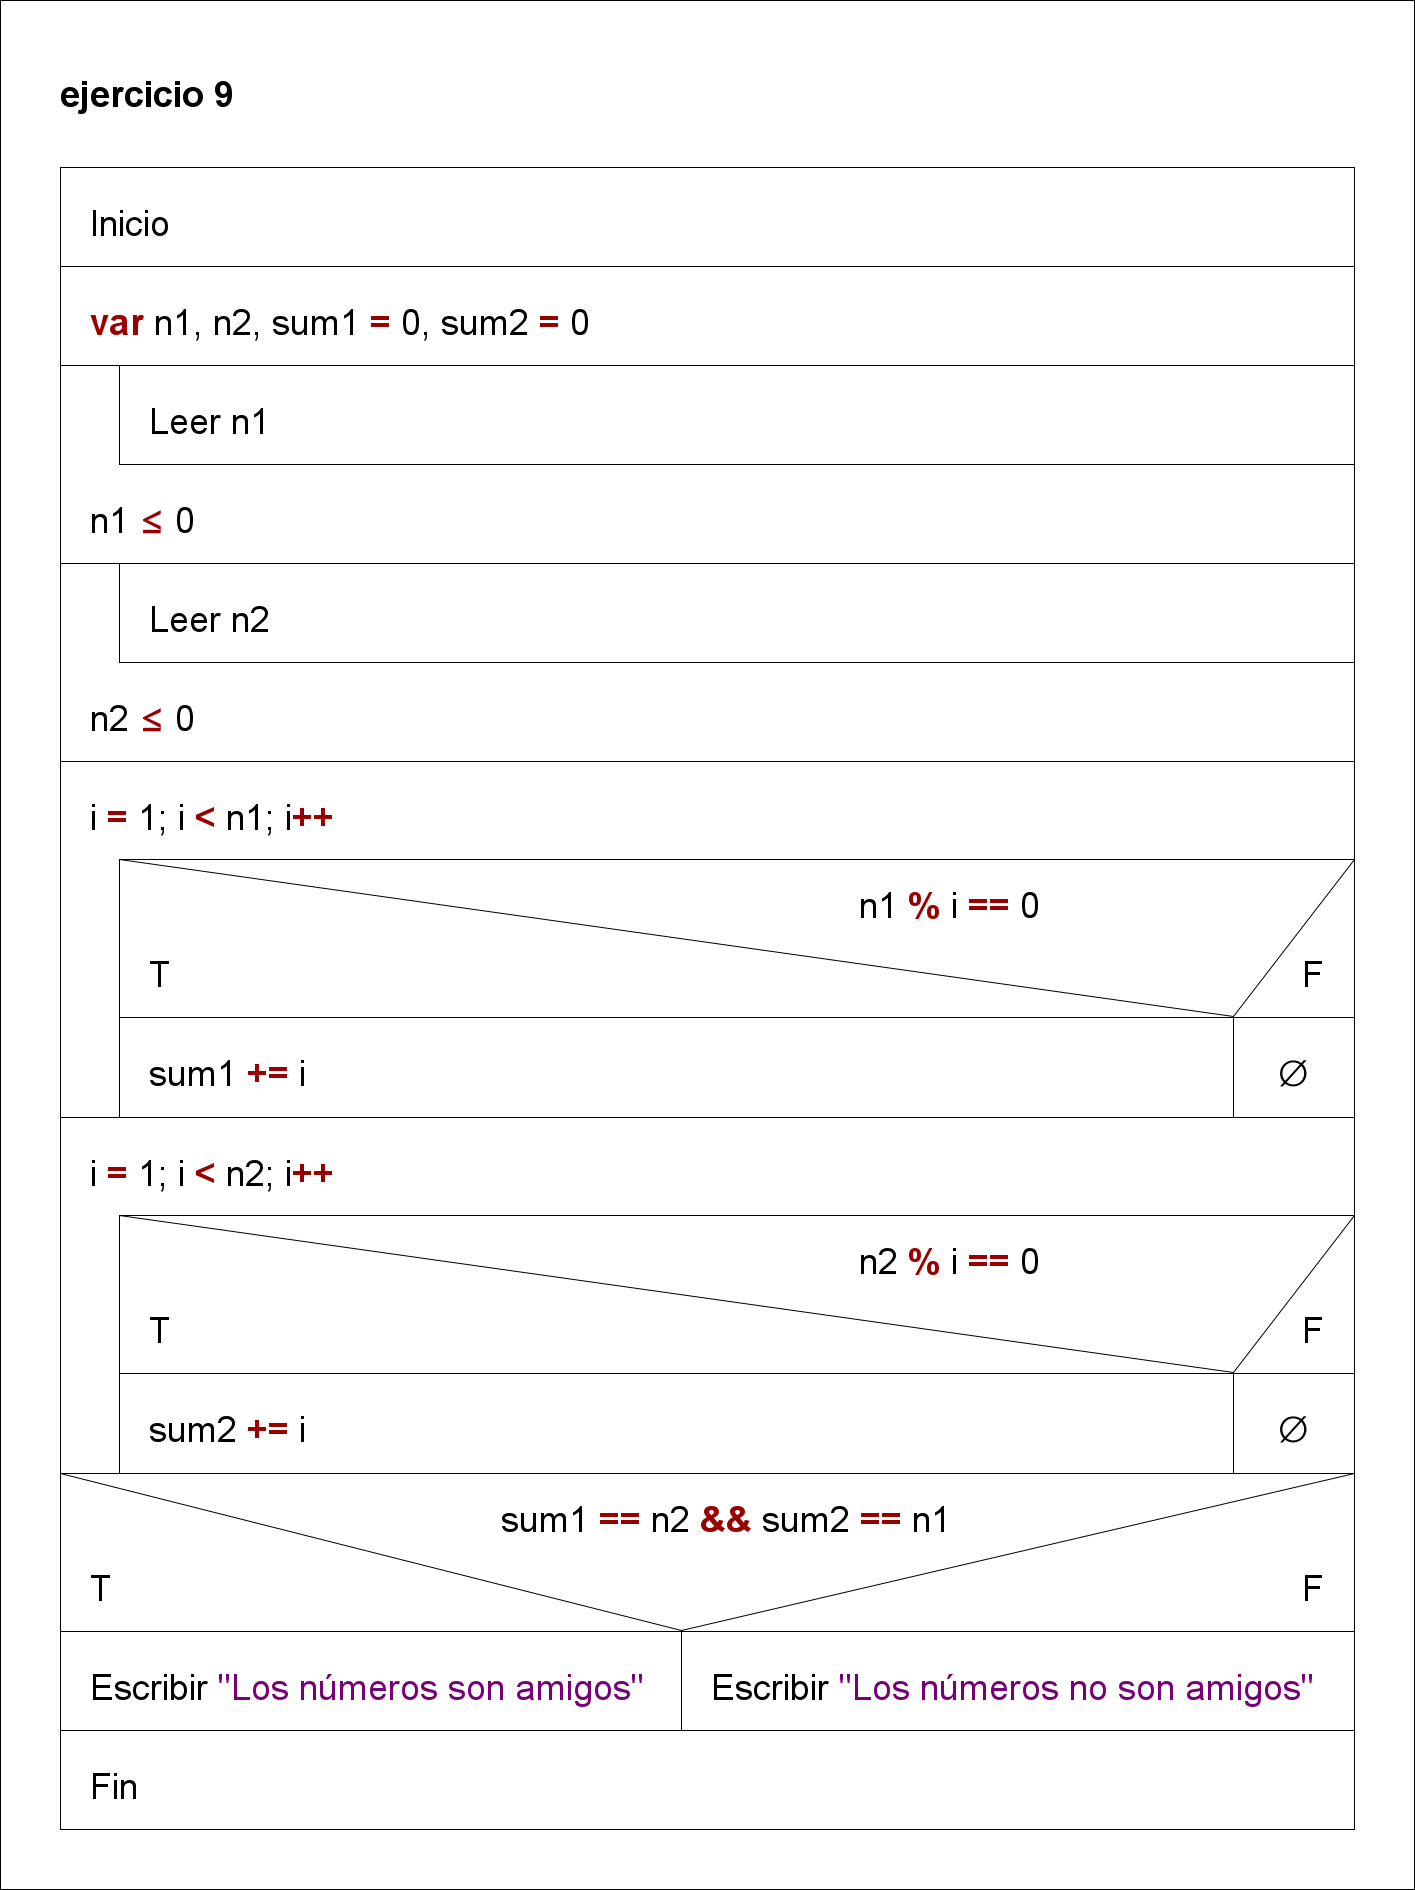 ejercicio 9
Inicio
var n1, n2, sum1 = 0, sum2 = 0
Leer n1
n1 ≤ 0
Leer n2
n2 ≤ 0
i = 1; i < n1; i++
n1 % i == 0
T F
sum1 += i ∅
i = 1; i < n2; i++
n2 % i == 0
T F
sum2 += i ∅
sum1 == n2 && sum2 == n1
T F
Escribir "Los números son amigos" Escribir "Los números no son amigos"
Fin